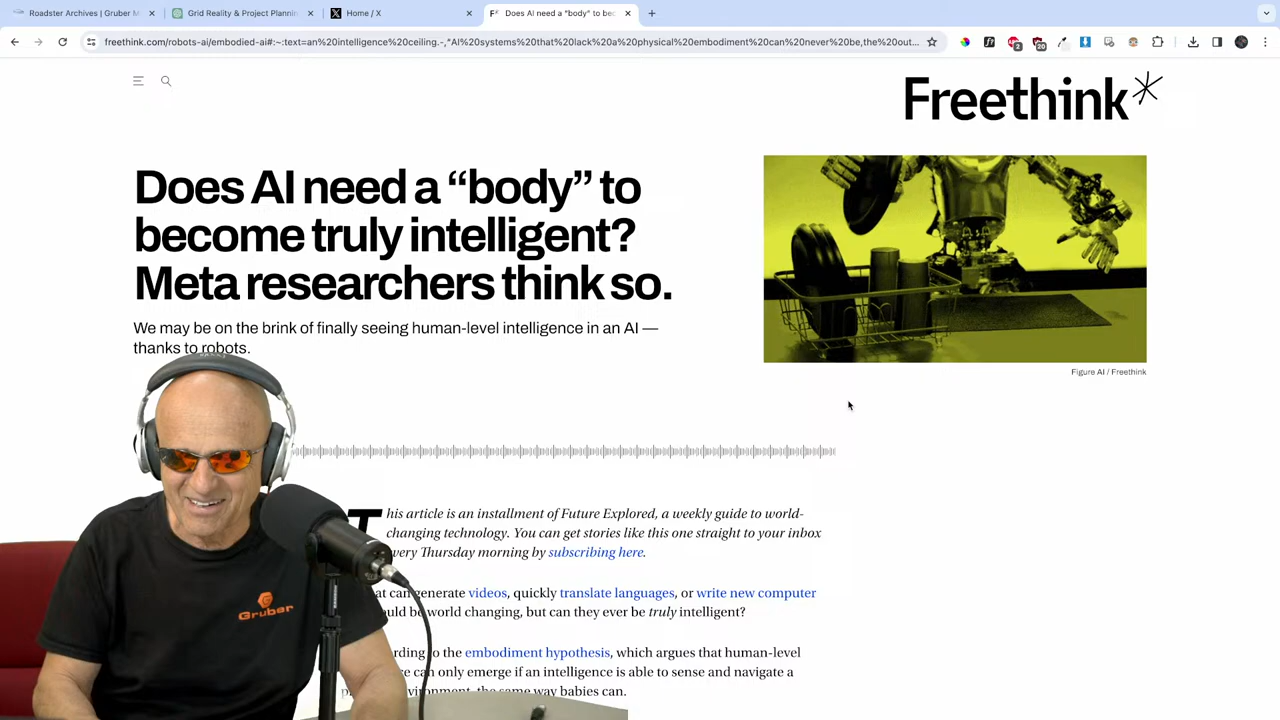 Roadster Archives | Gruber M
Grid Reality & Project Plannin
Home / X
Does AI need a “body” to bec
freethink.com/robots-ai/embodied-ai#:~:text=an%20intelligence%20ceiling.-,“AI%20systems%20that%20lack%20a%20physical%20embodiment%20can%20never%20be,the%20out...
2
20
Freethink*
Does AI need a “body” to
become truly intelligent?
Meta researchers think so.
We may be on the brink of finally seeing human-level intelligence in an AI —
thanks to robots.
Figure AI / Freethink
This article is an installment of Future Explored, a weekly guide to world-
changing technology. You can get stories like this one straight to your inbox
every Thursday morning by subscribing here.
can generate videos, quickly translate languages, or write new computer
be world changing, but can they ever be truly intelligent?
to the embodiment hypothesis, which argues that human-level
can only emerge if an intelligence is able to sense and navigate a
the same way babies can.
Gruber